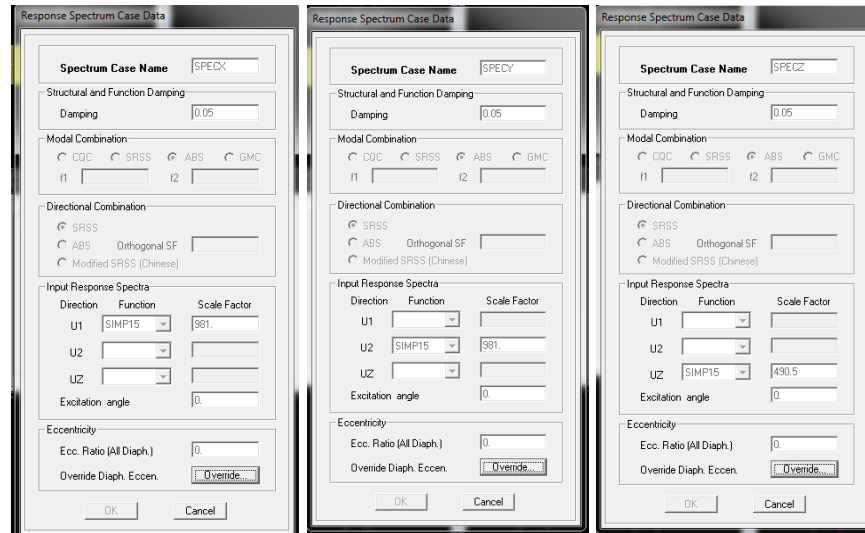 Response Spectrum Case Data
Spectrum Case Name SPECX
Structural and Function Damping
Damping 0.05
Modal Combination
CQC SRSS ABS GMC
f1 f2
Directional Combination
SRSS
ABS Orthogonal SF
Modified SRSS (Chinese)
Input Response Spectra
Direction Function Scale Factor
U1 SIMP15 981.
U2
UZ
Excitation angle 0.
Eccentricity
Ecc. Ratio (All Diaph.) 0.
Override Diaph. Eccen. Override...
OK Cancel
Response Spectrum Case Data
Spectrum Case Name SPECY
Structural and Function Damping
Damping 0.05
Modal Combination
CQC SRSS ABS GMC
f1 f2
Directional Combination
SRSS
ABS Orthogonal SF
Modified SRSS (Chinese)
Input Response Spectra
Direction Function Scale Factor
U1
U2 SIMP15 981.
UZ
Excitation angle 0.
Eccentricity
Ecc. Ratio (All Diaph.) 0.
Override Diaph. Eccen. Override...
OK Cancel
Response Spectrum Case Data
Spectrum Case Name SPECZ
Structural and Function Damping
Damping 0.05
Modal Combination
CQC SRSS ABS GMC
f1 f2
Directional Combination
SRSS
ABS Orthogonal SF
Modified SRSS (Chinese)
Input Response Spectra
Direction Function Scale Factor
U1
U2
UZ SIMP15 490.5
Excitation angle 0.
Eccentricity
Ecc. Ratio (All Diaph.) 0.
Override Diaph. Eccen. Override...
OK Cancel